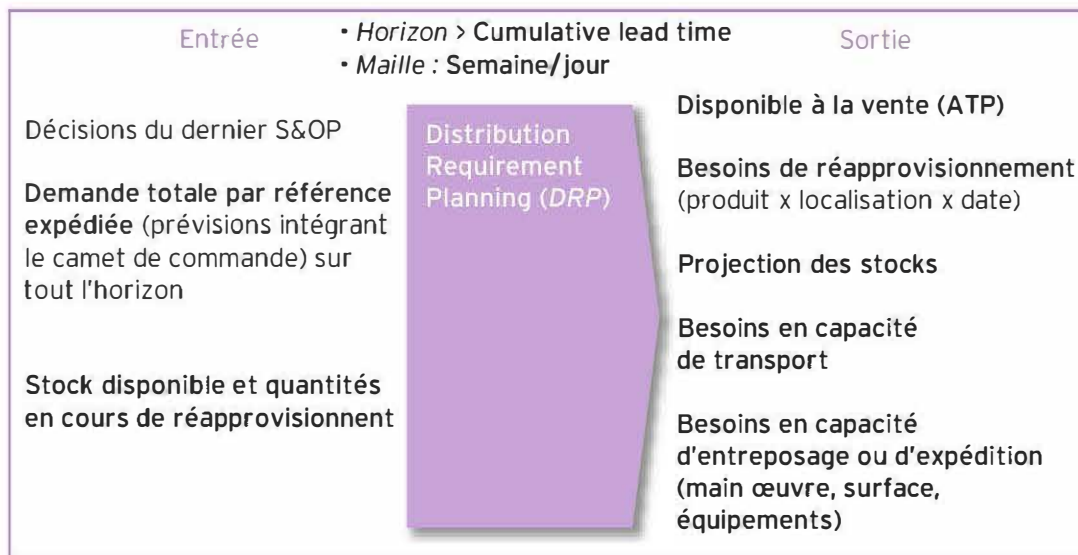 Entrée
• Horizon > Cumulative lead time
• Maille : Semaine/jour
Sortie
Décisions du dernier S&OP
Demande totale par référence
expédiée (prévisions intégrant
le camet de commande) sur
tout l'horizon
Stock disponible et quantités
en cours de réapprovisionnent
Distribution
Requirement
Planning (DRP)
Disponible à la vente (ATP)
Besoins de réapprovisionnement
(produit x localisation x date)
Projection des stocks
Besoins en capacité
de transport
Besoins en capacité
d'entreposage ou d'expédition
(main œuvre, surface,
équipements)